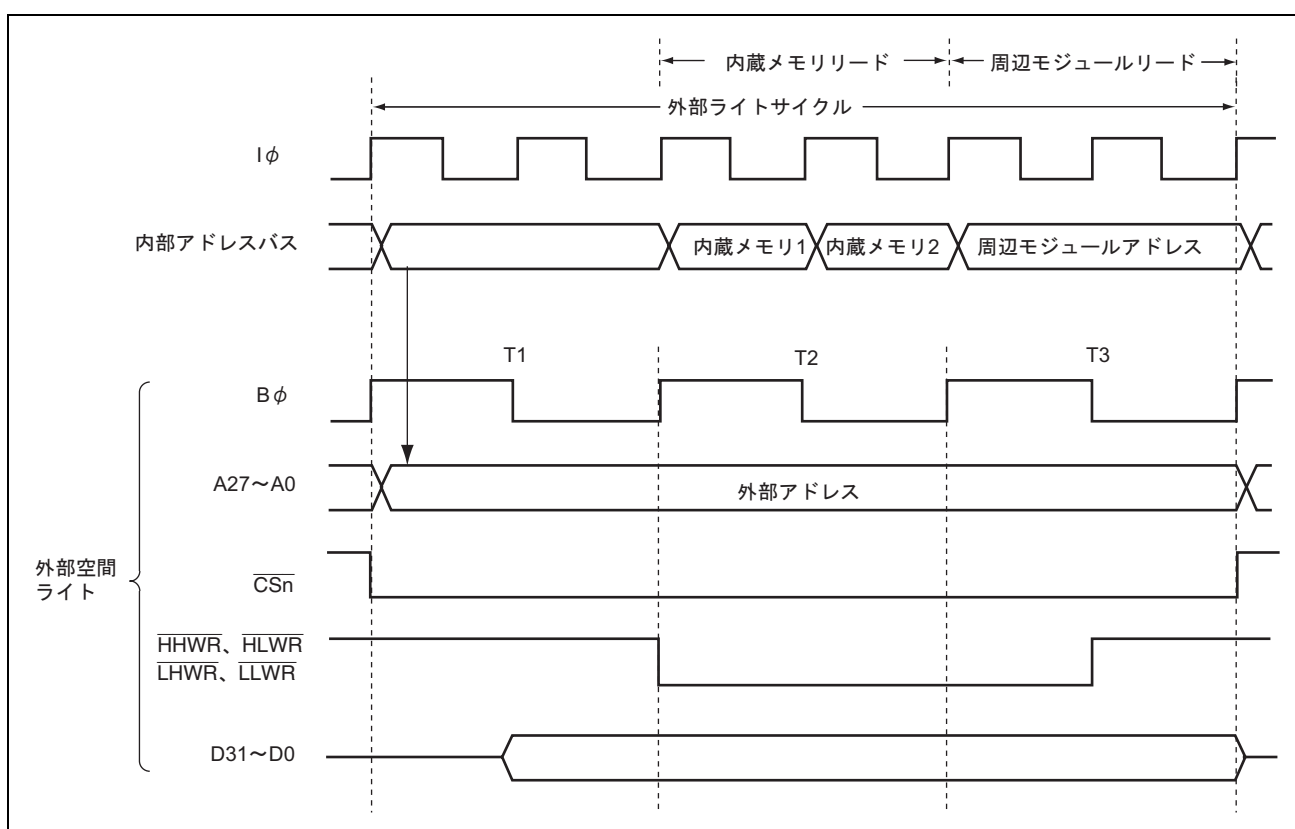 内蔵メモリリード 周辺モジュールリード
外部ライトサイクル
Iφ
内部アドレスバス 内蔵メモリ1 内蔵メモリ2 周辺モジュールアドレス
T1 T2 T3
Bφ
A27～A0 外部アドレス
外部空間
ライト
CSn
HHWR、HLWR
LHWR、LLWR
D31～D0